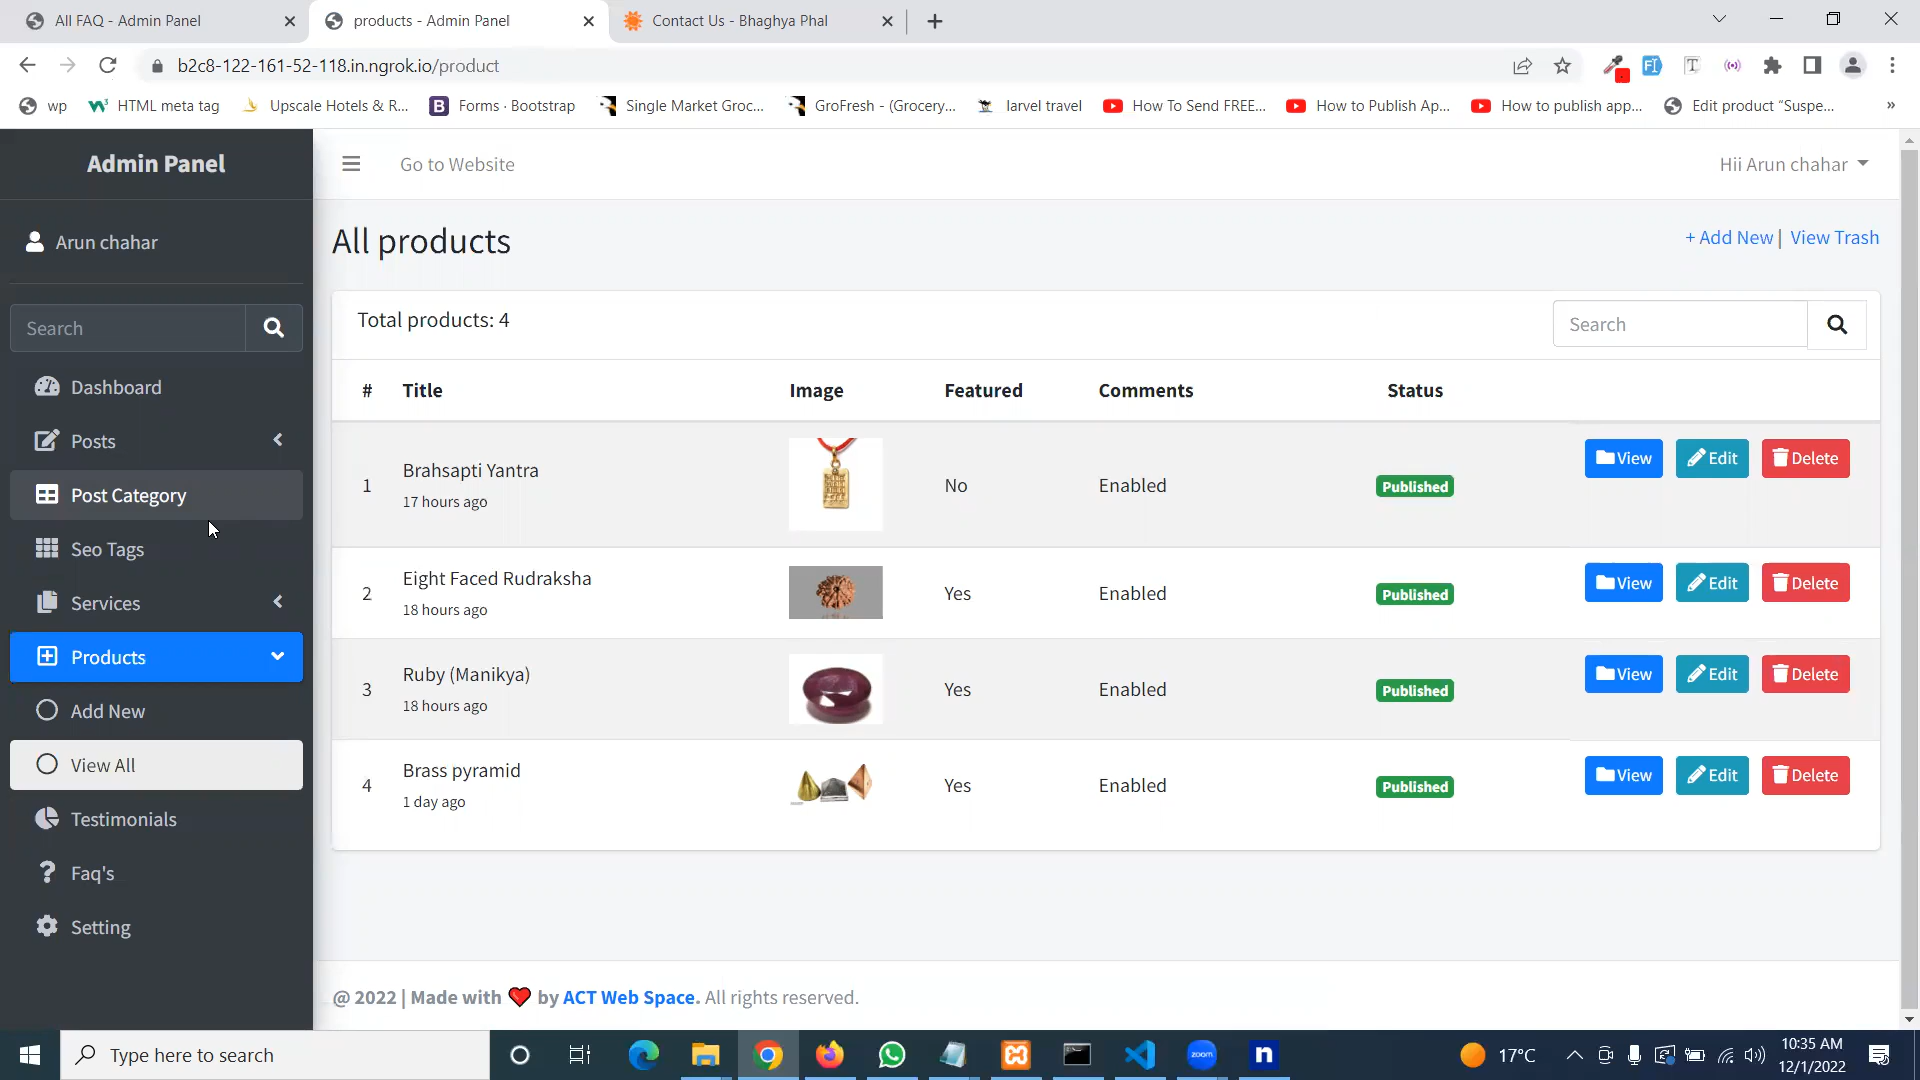 All FAQ - Admin Panel
products - Admin Panel
Contact Us - Bhaghya Phal
b2c8-122-161-52-118.in.ngrok.io/product
wp
HTML meta tag
Upscale Hotels & R...
Forms · Bootstrap
Single Market Groc...
GroFresh - (Grocery...
larvel travel
How To Send FREE...
How to Publish Ap...
How to publish app...
Edit product “Suspe...
»
Admin Panel
Go to Website
Hii Arun chahar
Arun chahar
Search
Dashboard
Posts
Post Category
Seo Tags
Services
Products
Add New
View All
Testimonials
Faq's
Setting
All products
+ Add New | View Trash
Total products: 4
Search
# Title Image Featured Comments Status
1 Brahsapti Yantra No Enabled Published View Edit Delete
17 hours ago
2 Eight Faced Rudraksha Yes Enabled Published View Edit Delete
18 hours ago
3 Ruby (Manikya) Yes Enabled Published View Edit Delete
18 hours ago
4 Brass pyramid Yes Enabled Published View Edit Delete
1 day ago
@ 2022 | Made with ❤ by ACT Web Space. All rights reserved.
Type here to search
zoom
n
17°C
10:35 AM
12/1/2022